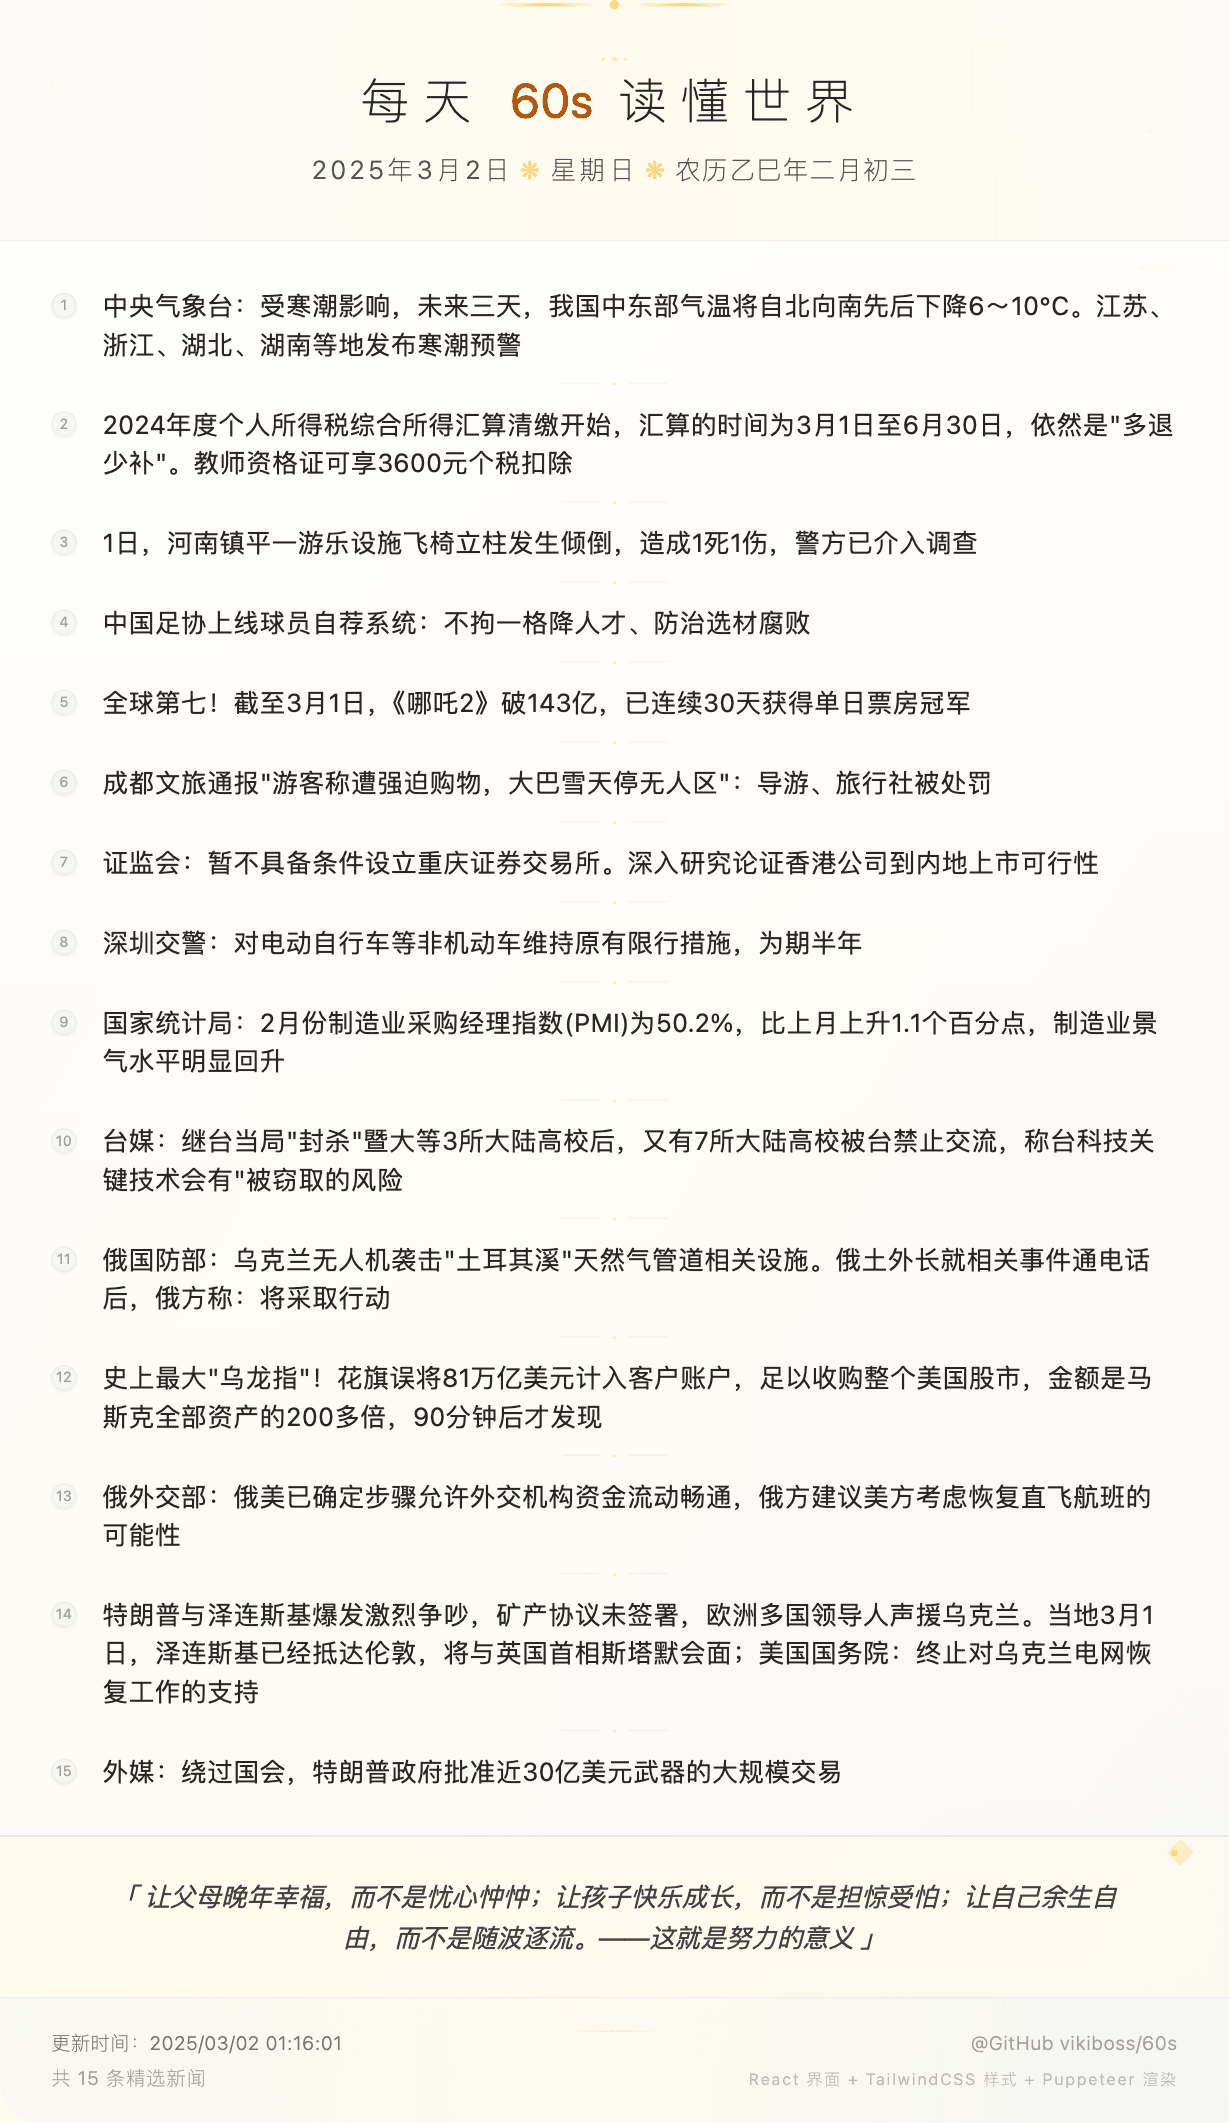 每天 60s 读懂世界
2025年3月2日 ❋ 星期日 ❋ 农历乙巳年二月初三
1 中央气象台：受寒潮影响，未来三天，我国中东部气温将自北向南先后下降6～10°C。江苏、
浙江、湖北、湖南等地发布寒潮预警
2 2024年度个人所得税综合所得汇算清缴开始，汇算的时间为3月1日至6月30日，依然是"多退
少补"。教师资格证可享3600元个税扣除
3 1日，河南镇平一游乐设施飞椅立柱发生倾倒，造成1死1伤，警方已介入调查
4 中国足协上线球员自荐系统：不拘一格降人才、防治选材腐败
5 全球第七！截至3月1日，《哪吒2》破143亿，已连续30天获得单日票房冠军
6 成都文旅通报"游客称遭强迫购物，大巴雪天停无人区"：导游、旅行社被处罚
7 证监会：暂不具备条件设立重庆证券交易所。深入研究论证香港公司到内地上市可行性
8 深圳交警：对电动自行车等非机动车维持原有限行措施，为期半年
9 国家统计局：2月份制造业采购经理指数(PMI)为50.2%，比上月上升1.1个百分点，制造业景
气水平明显回升
10 台媒：继台当局"封杀"暨大等3所大陆高校后，又有7所大陆高校被台禁止交流，称台科技关
键技术会有"被窃取的风险
11 俄国防部：乌克兰无人机袭击"土耳其溪"天然气管道相关设施。俄土外长就相关事件通电话
后，俄方称：将采取行动
12 史上最大"乌龙指"！花旗误将81万亿美元计入客户账户，足以收购整个美国股市，金额是马
斯克全部资产的200多倍，90分钟后才发现
13 俄外交部：俄美已确定步骤允许外交机构资金流动畅通，俄方建议美方考虑恢复直飞航班的
可能性
14 特朗普与泽连斯基爆发激烈争吵，矿产协议未签署，欧洲多国领导人声援乌克兰。当地3月1
日，泽连斯基已经抵达伦敦，将与英国首相斯塔默会面；美国国务院：终止对乌克兰电网恢
复工作的支持
15 外媒：绕过国会，特朗普政府批准近30亿美元武器的大规模交易
「 让父母晚年幸福，而不是忧心忡忡；让孩子快乐成长，而不是担惊受怕；让自己余生自
由，而不是随波逐流。——这就是努力的意义 」
更新时间：2025/03/02 01:16:01
@GitHub vikiboss/60s
共 15 条精选新闻
React 界面 + TailwindCSS 样式 + Puppeteer 渲染